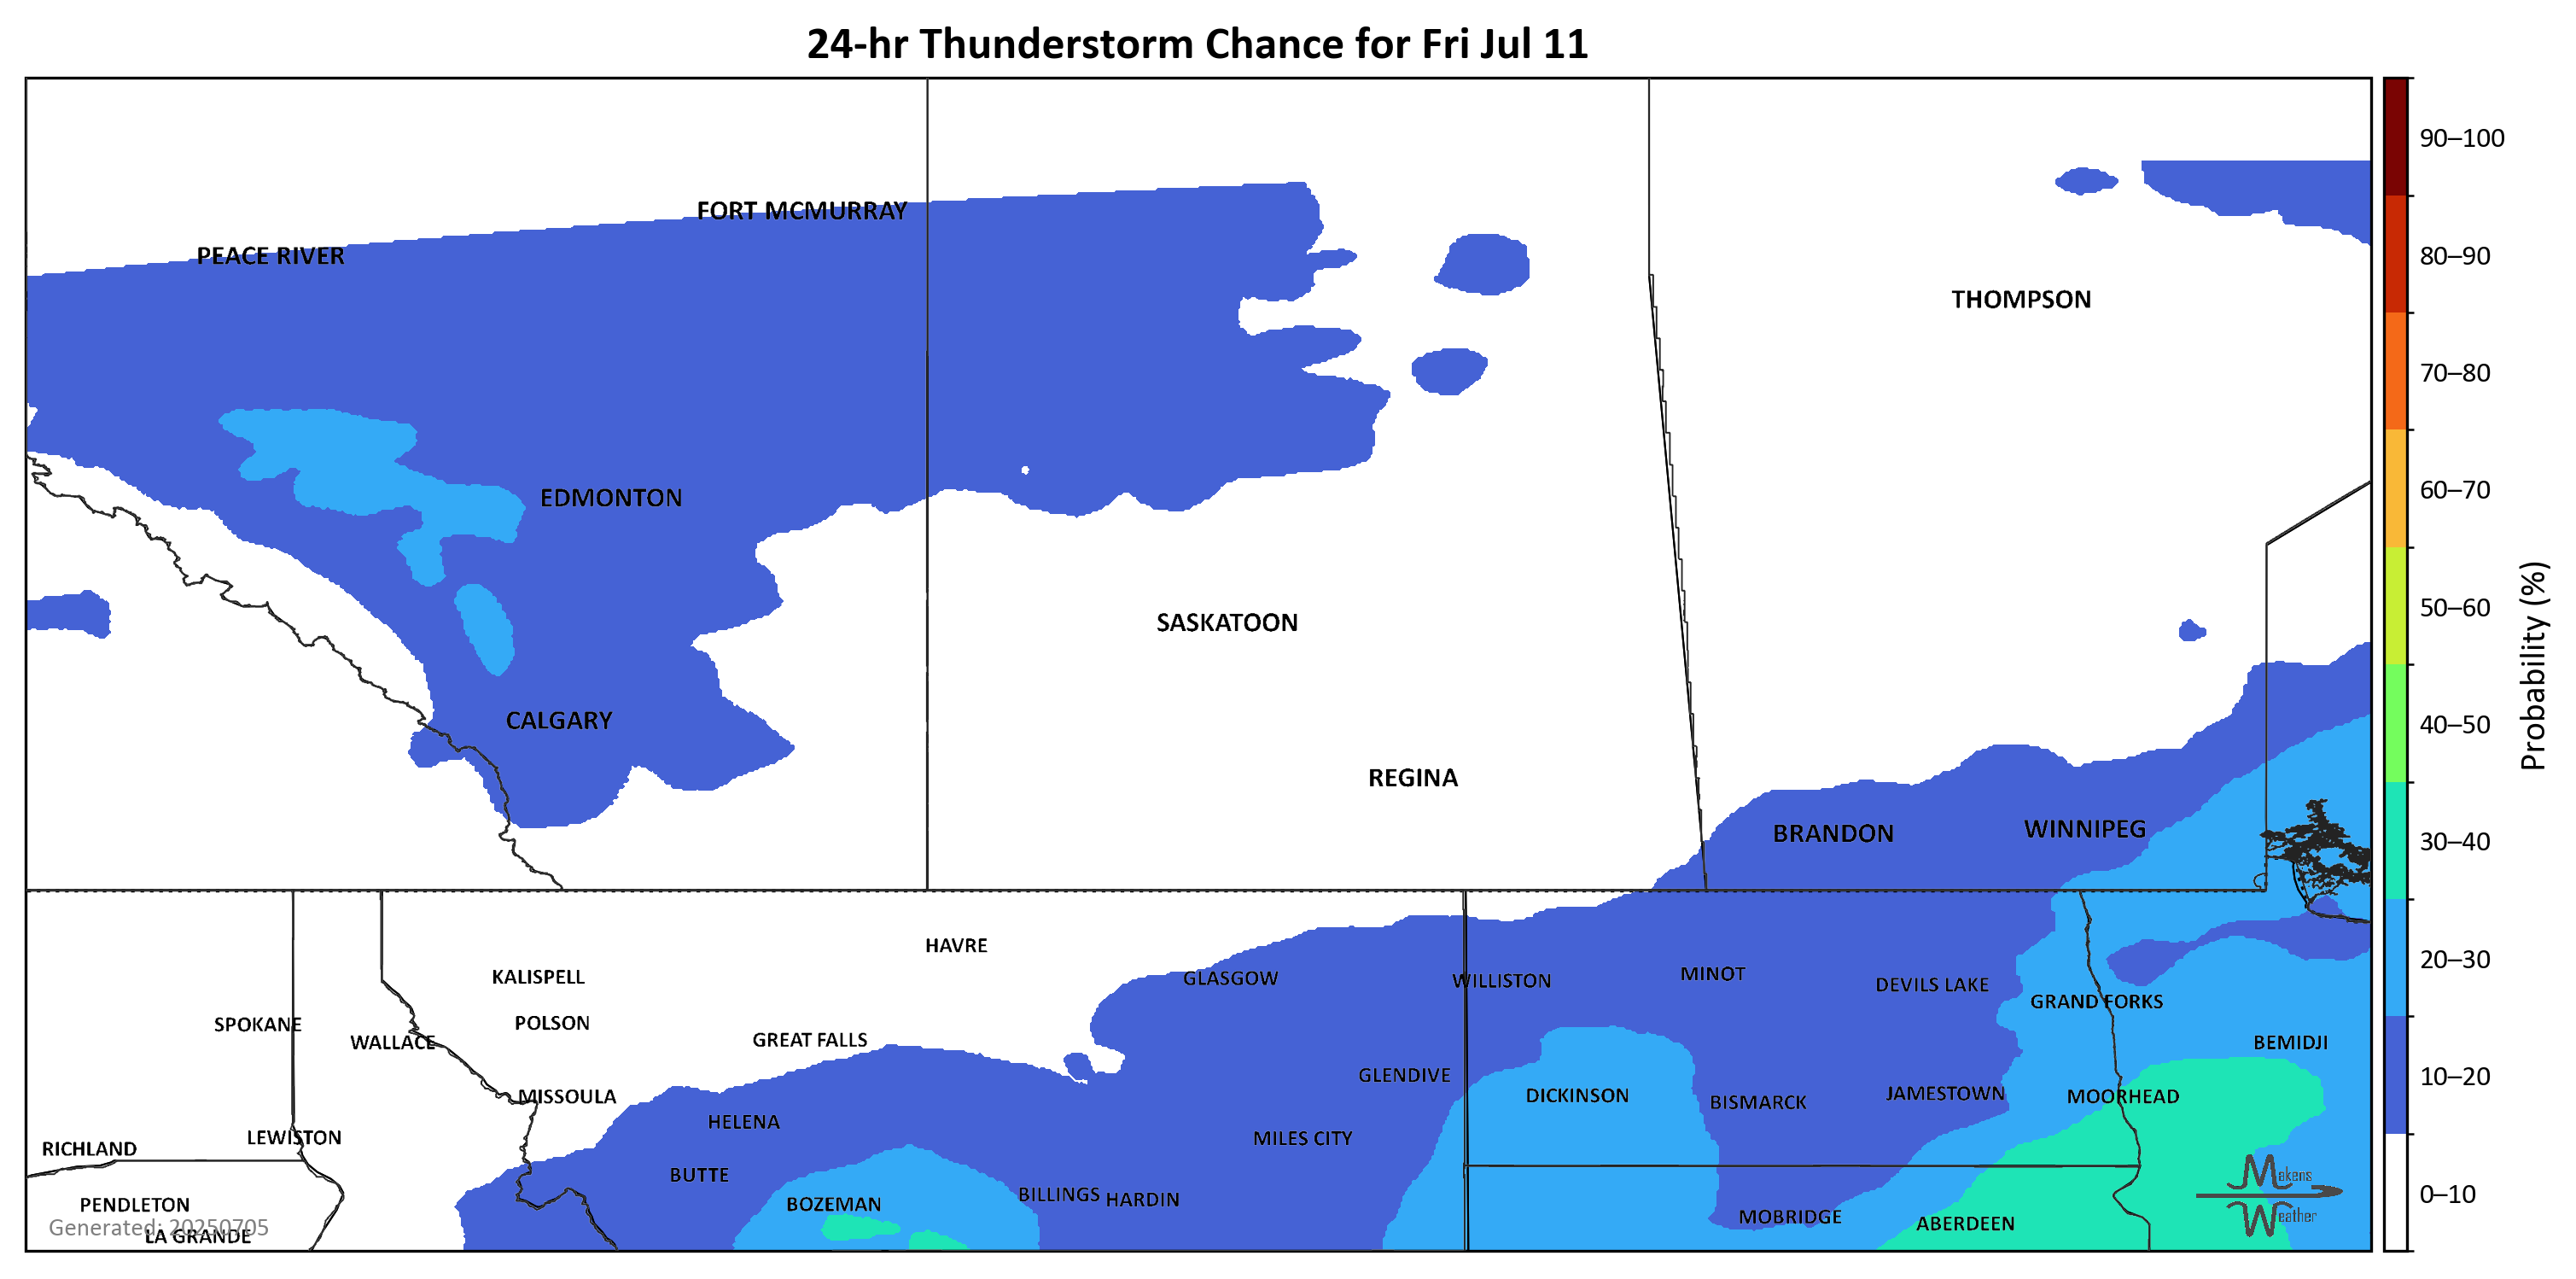 24-hr Thunderstorm Chance for Fri Jul 11
90–100
FORT MCMURRAY
PEACE RIVER
80–90
THOMPSON
70–80
EDMONTON
60–70
50–60
SASKATOON
Probability (%)
CALGARY
40–50
REGINA
BRANDON
WINNIPEG
30–40
HAVRE
20–30
KALISPELL
GLASGOW
WILLISTON
MINOT
DEVILS LAKE
GRAND FORKS
SPOKANE
POLSON
WALLACE
GREAT FALLS
BEMIDJI
GLENDIVE
10–20
MISSOULA
DICKINSON
BISMARCK
JAMESTOWN
MOORHEAD
HELENA
LEWISTON
MILES CITY
RICHLAND
BUTTE
Makens
Weather
BOZEMAN
BILLINGS
HARDIN
0–10
PENDLETON
MOBRIDGE
ABERDEEN
Generated: 20250705
LA GRANDE